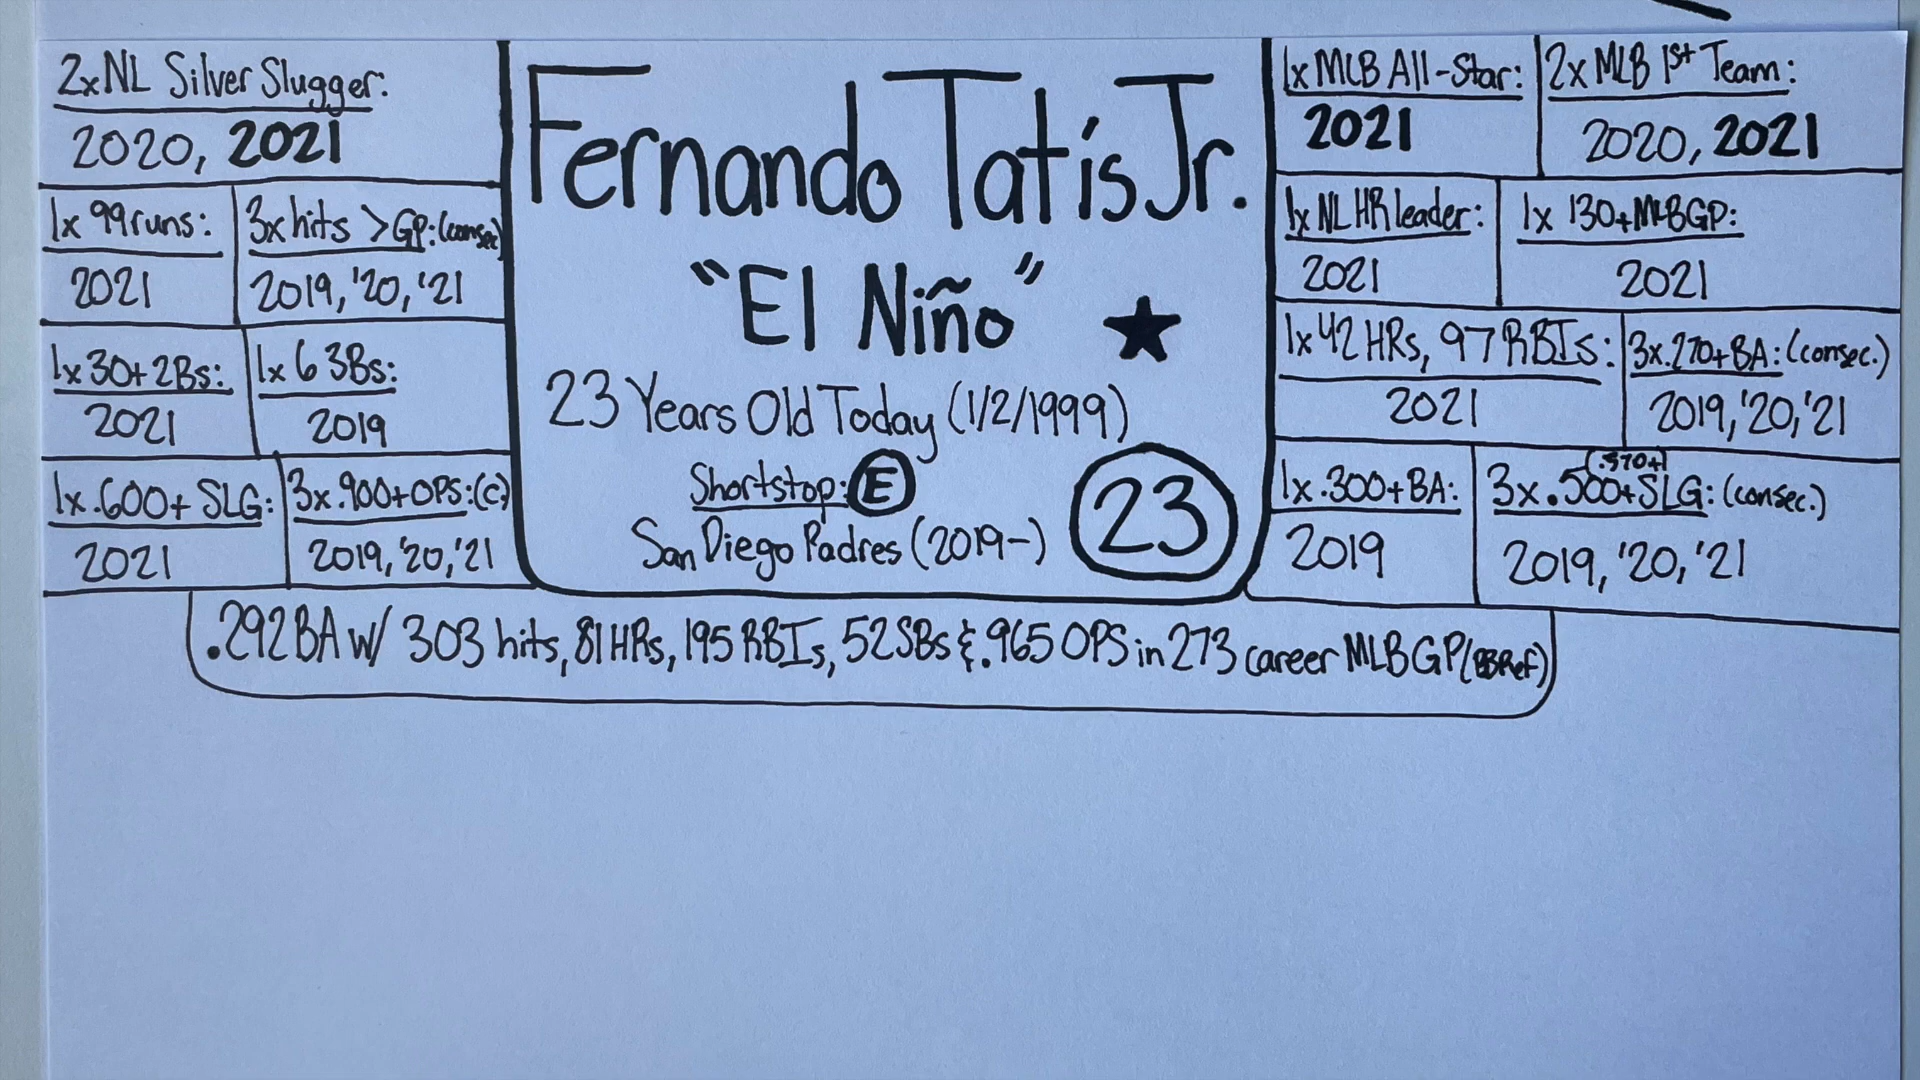 2xNL Silver Slugger:
2020, 2021
1x 99 runs:
2021
3x hits >GP: (consec)
2019, '20, '21
1x 30+ 2Bs:
2021
1x 6 3Bs:
2019
1x .600+ SLG:
2021
3x .900+ OPS: (c)
2019, '20, '21
Fernando Tatís Jr.
"El Niño" ★
23 Years Old Today (1/2/1999)
Shortstop: E
San Diego Padres (2019-)
23
1x MLB All-Star:
2021
2x MLB 1st Team:
2020, 2021
1x NL HR leader:
2021
1x 130+ MLB GP:
2021
1x 42 HRs, 97 RBIs:
2021
3x .270+ BA: (consec.)
2019, '20, '21
1x .300+ BA:
2019
(.570+)
3x .500+ SLG: (consec.)
2019, '20, '21
.292 BA w/ 303 hits, 81 HRs, 195 RBIs, 52 SBs & .965 OPS in 273 career MLB GP (BBRef)